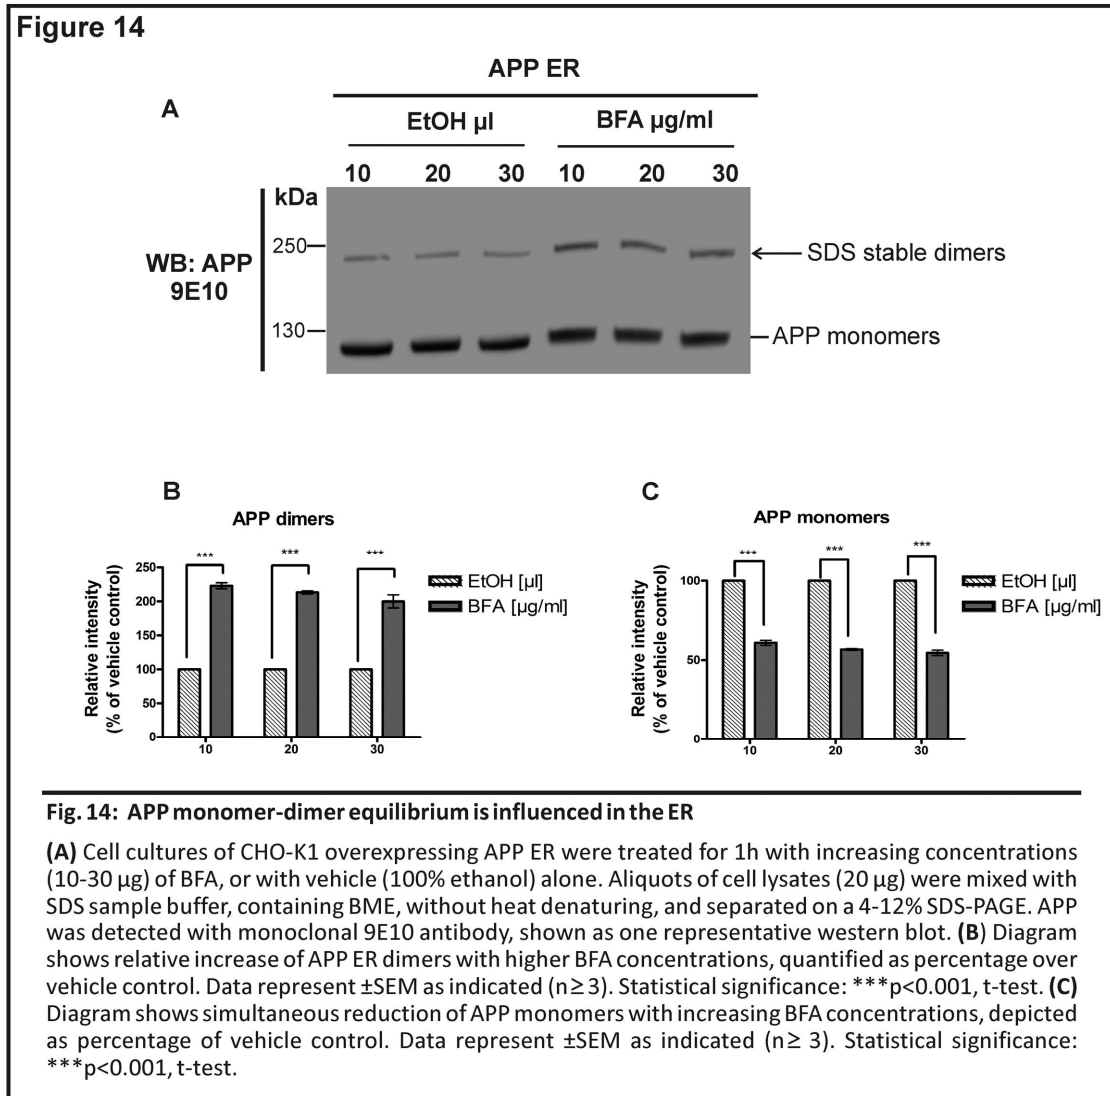 Figure 14
APP ER
A
EtOH µl
BFA µg/ml
10 20 30 10 20 30
kDa
250
SDS stable dimers
WB: APP
9E10
130
APP monomers
B
APP dimers
Relative intensity
(% of vehicle control)
250
200
150
100
50
0
*** *** ***
10 20 30
EtOH [µl]
BFA [µg/ml]
C
APP monomers
Relative intensity
(% of vehicle control)
100
50
0
*** *** ***
10 20 30
EtOH [µl]
BFA [µg/ml]
Fig. 14: APP monomer-dimer equilibrium is influenced in the ER
(A) Cell cultures of CHO-K1 overexpressing APP ER were treated for 1h with increasing concentrations
(10-30 µg) of BFA, or with vehicle (100% ethanol) alone. Aliquots of cell lysates (20 µg) were mixed with
SDS sample buffer, containing BME, without heat denaturing, and separated on a 4-12% SDS-PAGE. APP
was detected with monoclonal 9E10 antibody, shown as one representative western blot. (B) Diagram
shows relative increase of APP ER dimers with higher BFA concentrations, quantified as percentage over
vehicle control. Data represent ±SEM as indicated (n≥3). Statistical significance: ***p<0.001, t-test. (C)
Diagram shows simultaneous reduction of APP monomers with increasing BFA concentrations, depicted
as percentage of vehicle control. Data represent ±SEM as indicated (n≥ 3). Statistical significance:
***p<0.001, t-test.